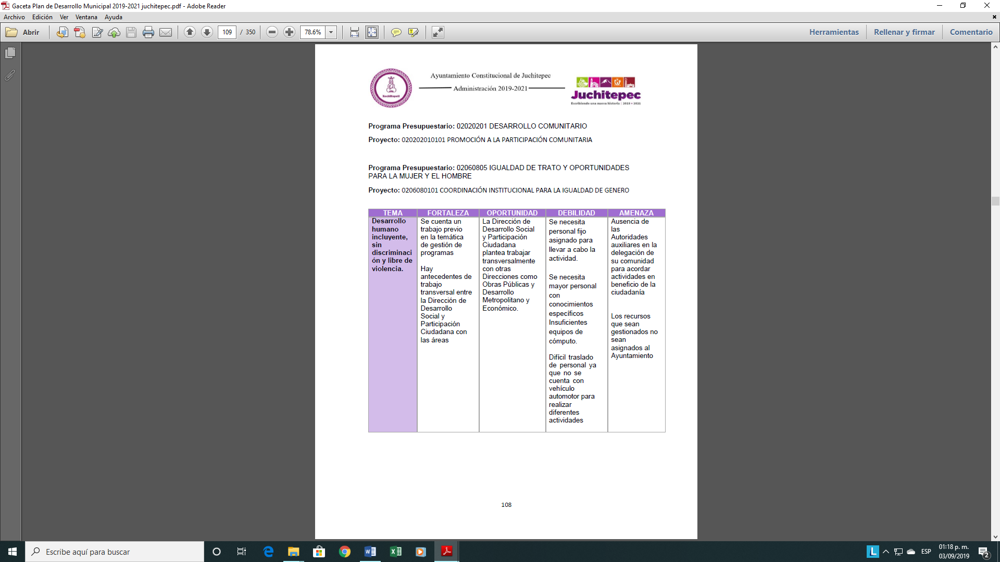 Gaceta Plan de Desarrollo Municipal 2019-2021 juchitepec.pdf - Adobe Reader
Archivo Edición Ver Ventana Ayuda
Abrir 109 / 350 78.6% Herramientas Rellenar y firmar Comentario
Ayuntamiento Constitucional de Juchitepec
Administración 2019-2021
Xochiltepetl
Juchitepec
Escribiendo una nueva historia | 2019 • 2021
Programa Presupuestario: 02020201 DESARROLLO COMUNITARIO
Proyecto: 020202010101 PROMOCIÓN A LA PARTICIPACIÓN COMUNITARIA
Programa Presupuestario: 02060805 IGUALDAD DE TRATO Y OPORTUNIDADES
PARA LA MUJER Y EL HOMBRE
Proyecto: 0206080101 COORDINACIÓN INSTITUCIONAL PARA LA IGUALDAD DE GENERO
TEMA FORTALEZA OPORTUNIDAD DEBILIDAD AMENAZA
Desarrollo
humano
incluyente,
sin
discriminaci
ón y libre de
violencia.
Se cuenta un
trabajo previo
en la temática
de gestión de
programas
Hay
antecedentes de
trabajo
transversal entre
la Dirección de
Desarrollo
Social y
Participación
Ciudadana con
las áreas
La Dirección de
Desarrollo Social
y Participación
Ciudadana
plantea trabajar
transversalmente
con otras
Direcciones como
Obras Públicas y
Desarrollo
Metropolitano y
Económico.
Se necesita
personal fijo
asignado para
llevar a cabo la
actividad.
Se necesita
mayor personal
con
conocimientos
específicos
Insuficientes
equipos de
cómputo.
Difícil traslado
de personal ya
que no se
cuenta con
vehículo
automotor para
realizar
diferentes
actividades
Ausencia de
las
Autoridades
auxiliares en la
delegación de
su comunidad
para acordar
actividades en
beneficio de la
ciudadanía
Los recursos
que sean
gestionados no
sean
asignados al
Ayuntamiento
108
Escribe aquí para buscar
L
ESP
01:18 p. m.
03/09/2019
2